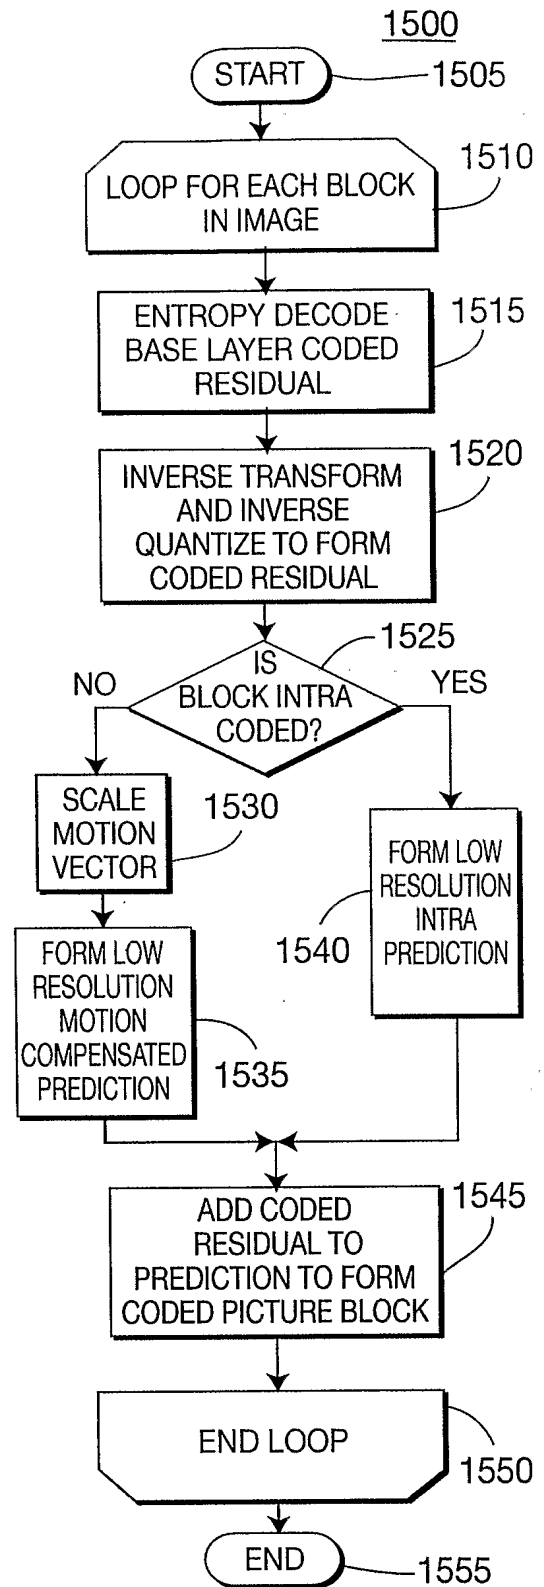 1500
START
1505
LOOP FOR EACH BLOCK
IN IMAGE
1510
ENTROPY DECODE
BASE LAYER CODED
RESIDUAL
1515
INVERSE TRANSFORM
AND INVERSE
QUANTIZE TO FORM
CODED RESIDUAL
1520
IS
BLOCK INTRA
CODED?
1525
NO
YES
SCALE
MOTION
VECTOR
1530
FORM LOW
RESOLUTION
MOTION
COMPENSATED
PREDICTION
1535
FORM LOW
RESOLUTION
INTRA
PREDICTION
1540
ADD CODED
RESIDUAL TO
PREDICTION TO FORM
CODED PICTURE BLOCK
1545
END LOOP
1550
END
1555